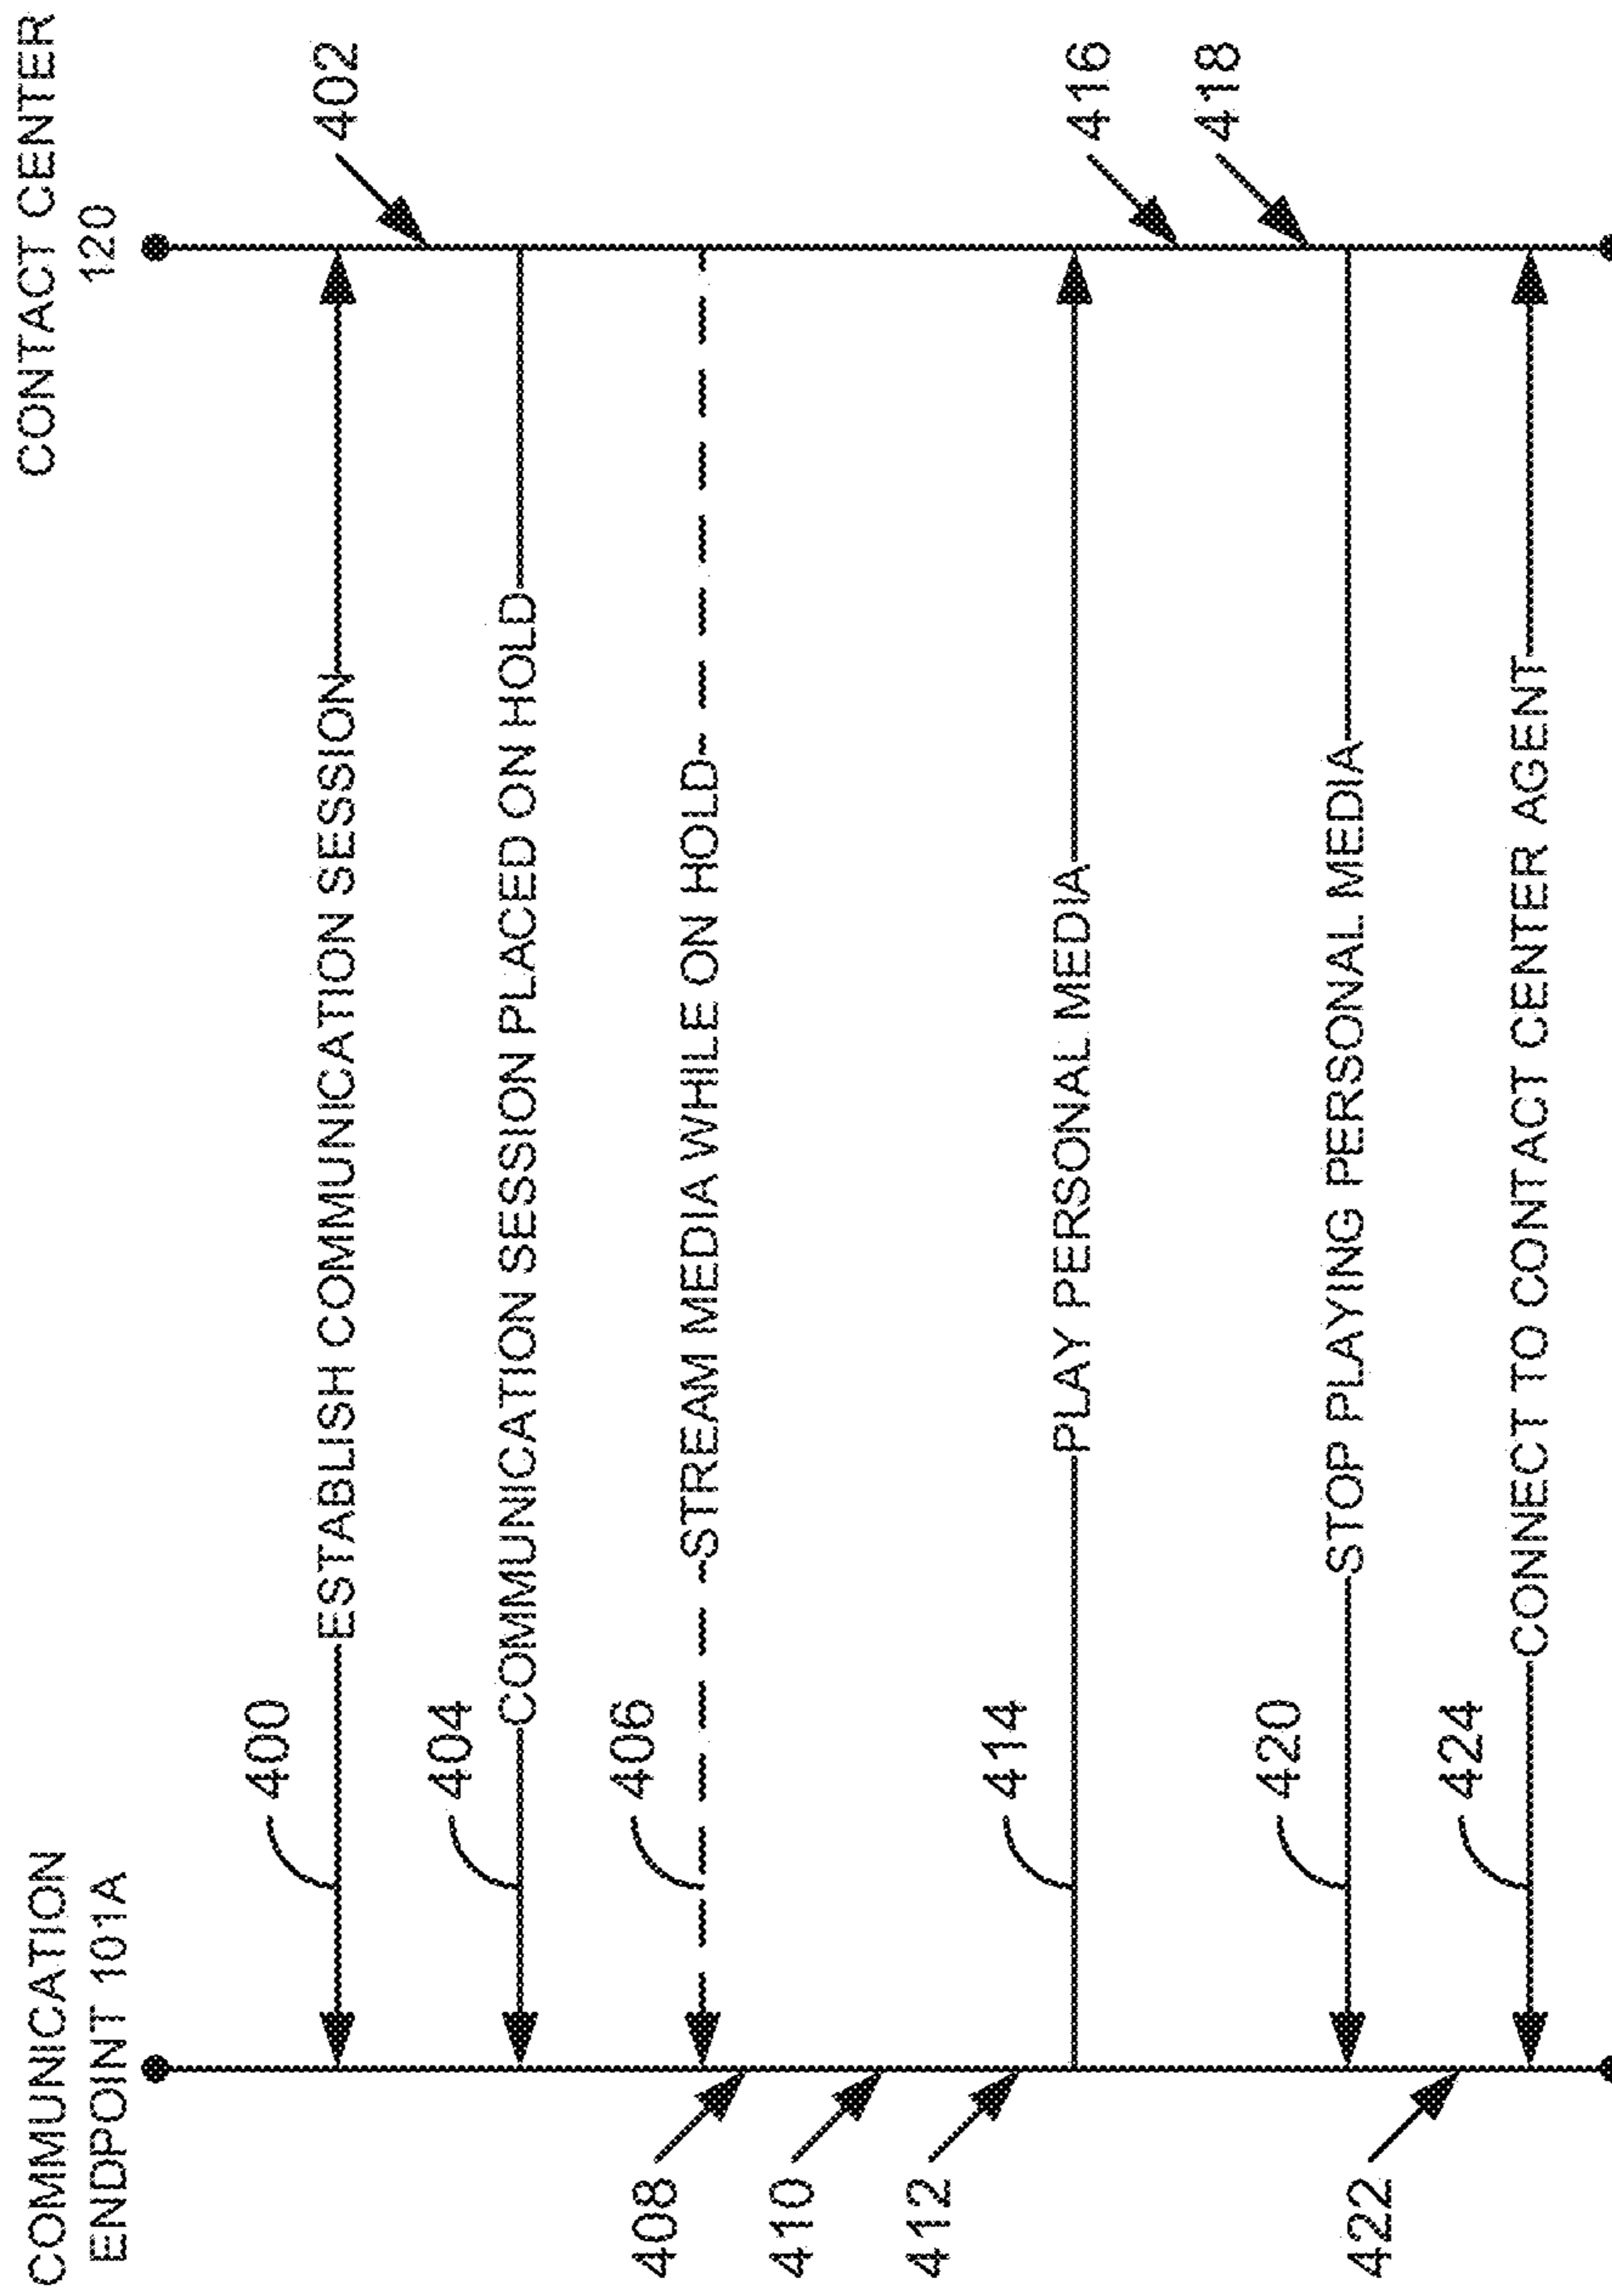 COMMUNICATION
ENDPOINT 101A
CONTACT CENTER
120
400
ESTABLISH COMMUNICATION SESSION
402
404
COMMUNICATION SESSION PLACED ON HOLD
406
STREAM MEDIA WHILE ON HOLD
408
410
412
414
PLAY PERSONAL MEDIA
416
418
420
STOP PLAYING PERSONAL MEDIA
422
424
CONNECT TO CONTACT CENTER AGENT